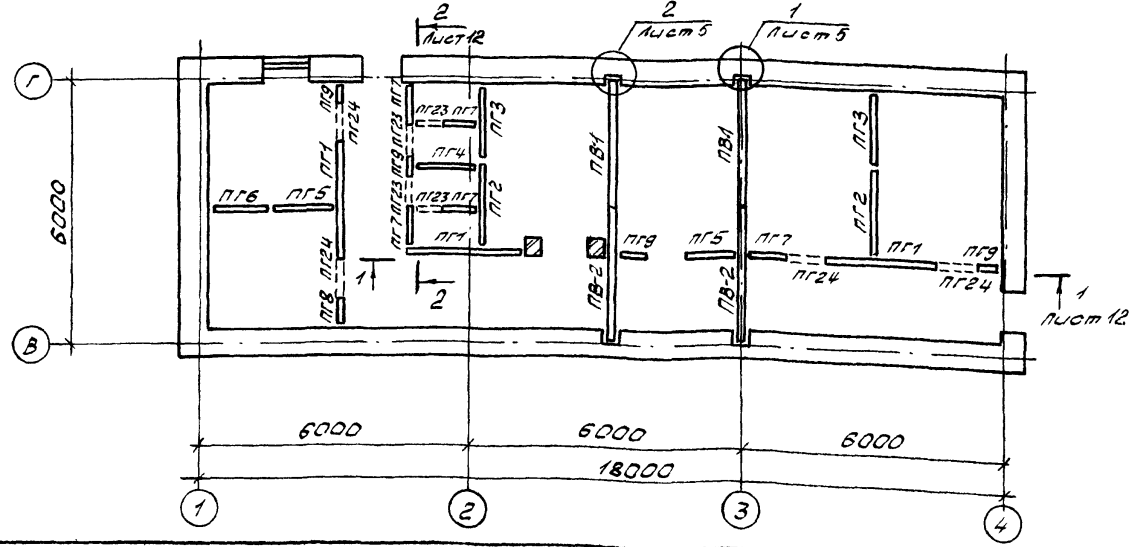 2
Лист 12
2
Лист 5
1
Лист 5
Г
6000
В
ПГ9
ПГ24
ПГ1
ПГ6
ПГ5
ПГ24
ПГ8
ПГ7
ПГ23
ПГ9
ПГ23
ПГ7
ПГ23
ПГ7
ПГ4
ПГ23
ПГ7
ПГ3
ПГ2
ПГ1
1
2
ПВ1
ПВ-2
ПГ9
ПГ5
ПВ1
ПВ-2
ПГ7
ПГ24
ПГ3
ПГ2
ПГ1
ПГ9
ПГ24
1
Лист 12
6000
6000
6000
18000
1
2
3
4